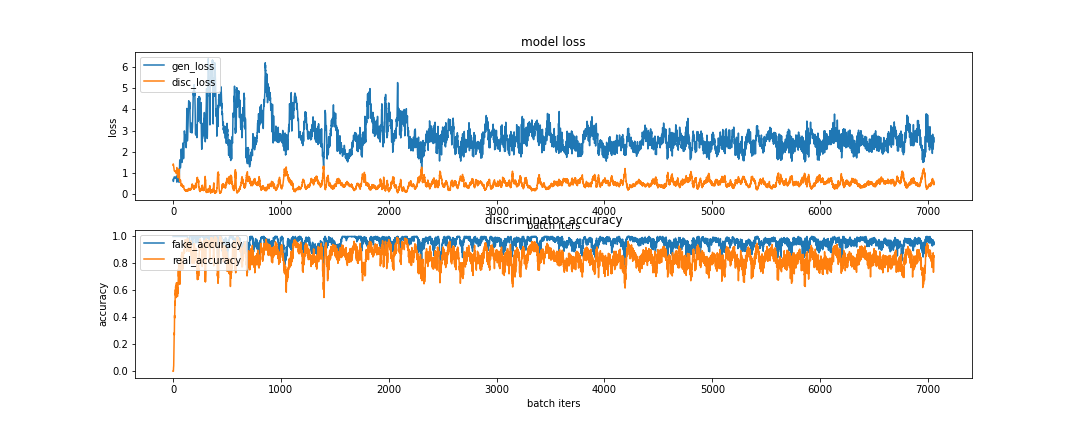 model loss
6
5
4
3
2
1
0
loss
gen_loss
disc_loss
0 1000 2000 3000 4000 5000 6000 7000
batch iters
discriminator accuracy
1.0
0.8
0.6
0.4
0.2
0.0
accuracy
fake_accuracy
real_accuracy
0 1000 2000 3000 4000 5000 6000 7000
batch iters